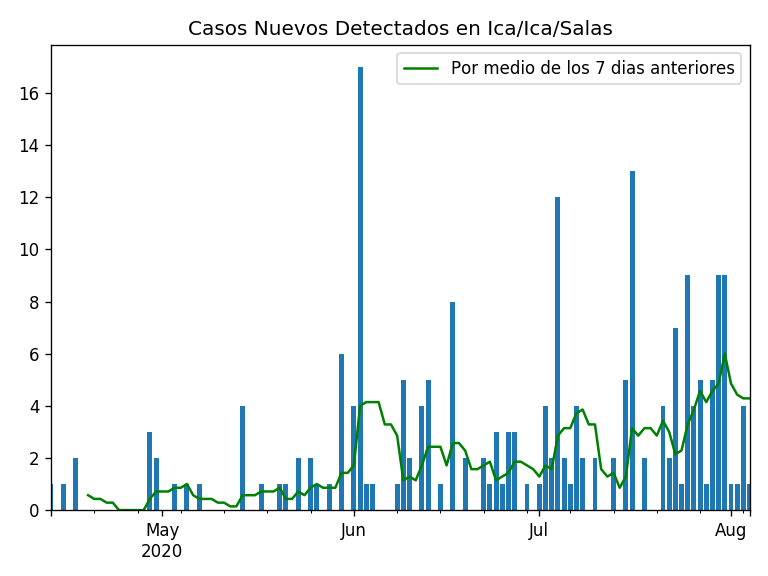 Casos Nuevos Detectados en Ica/Ica/Salas
Por medio de los 7 dias anteriores
16
14
12
10
8
6
4
2
0
May
2020
Jun
Jul
Aug